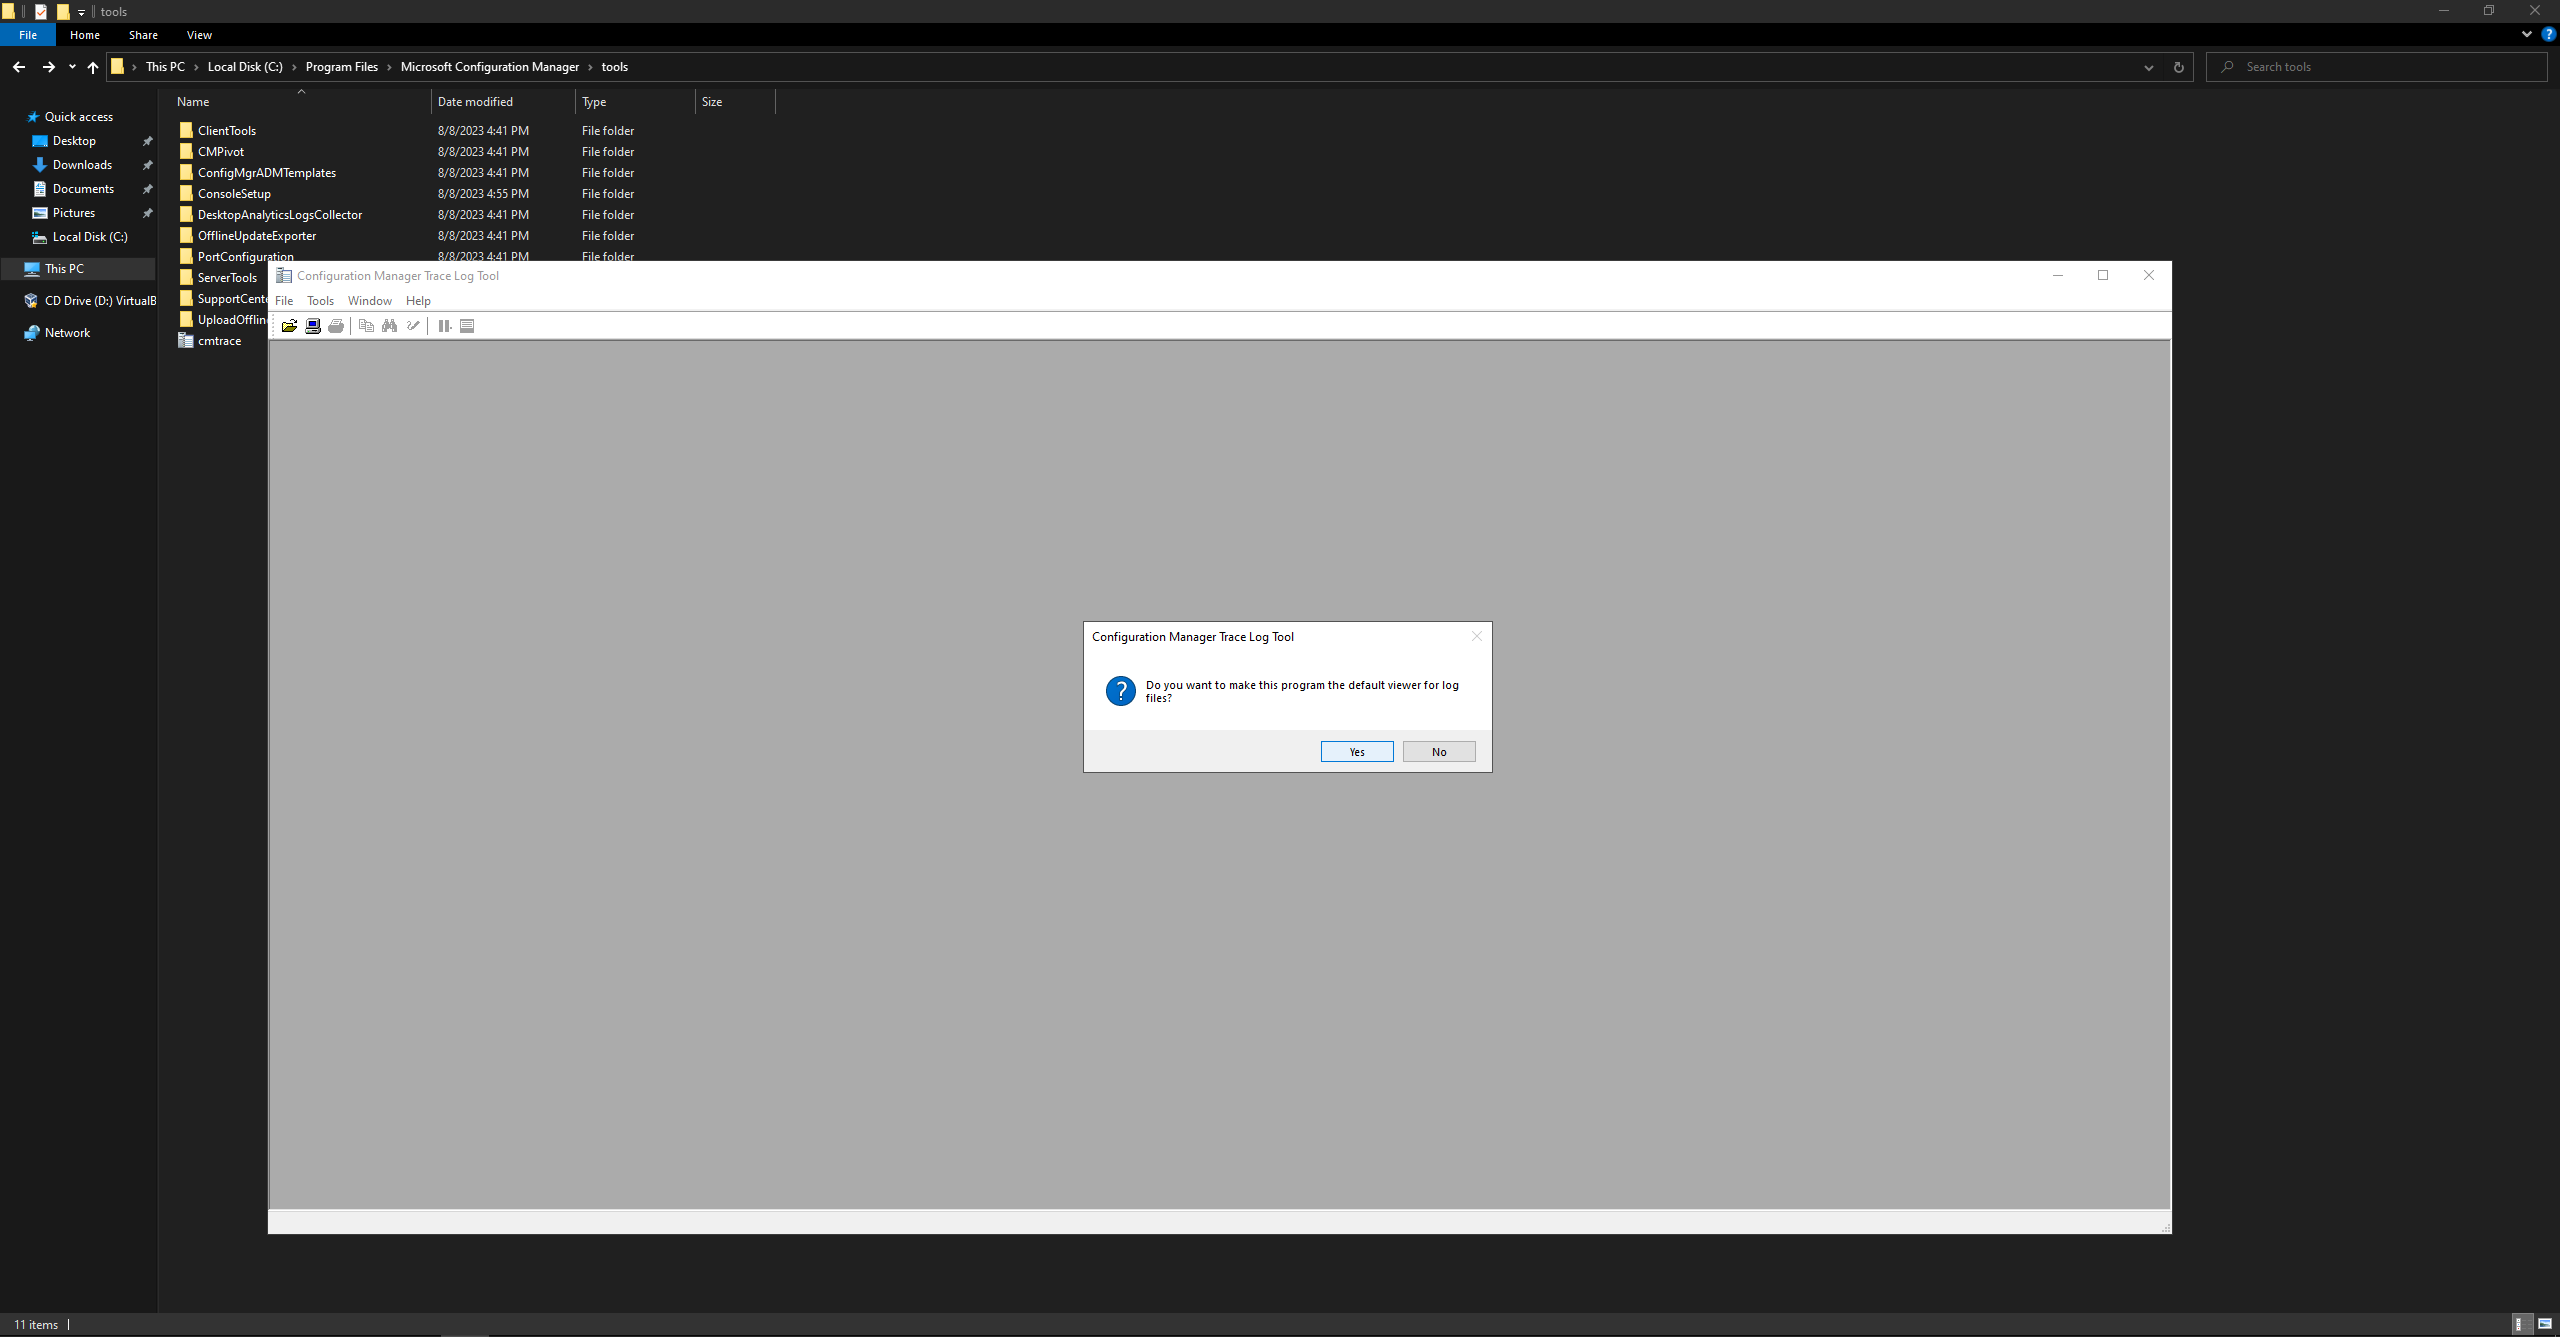 tools
File Home Share View
This PC Local Disk (C:) Program Files Microsoft Configuration Manager tools
Search tools
Name Date modified Type Size
Quick access
Desktop
Downloads
Documents
Pictures
Local Disk (C:)
This PC
CD Drive (D:) VirtualB
Network
ClientTools 8/8/2023 4:41 PM File folder
CMPivot 8/8/2023 4:41 PM File folder
ConfigMgrADMTemplates 8/8/2023 4:41 PM File folder
ConsoleSetup 8/8/2023 4:55 PM File folder
DesktopAnalyticsLogsCollector 8/8/2023 4:41 PM File folder
OfflineUpdateExporter 8/8/2023 4:41 PM File folder
PortConfiguration 8/8/2023 4:41 PM File folder
ServerTools
SupportCente
UploadOfflin
cmtrace
Configuration Manager Trace Log Tool
File Tools Window Help
Configuration Manager Trace Log Tool
Do you want to make this program the default viewer for log
files?
Yes No
11 items